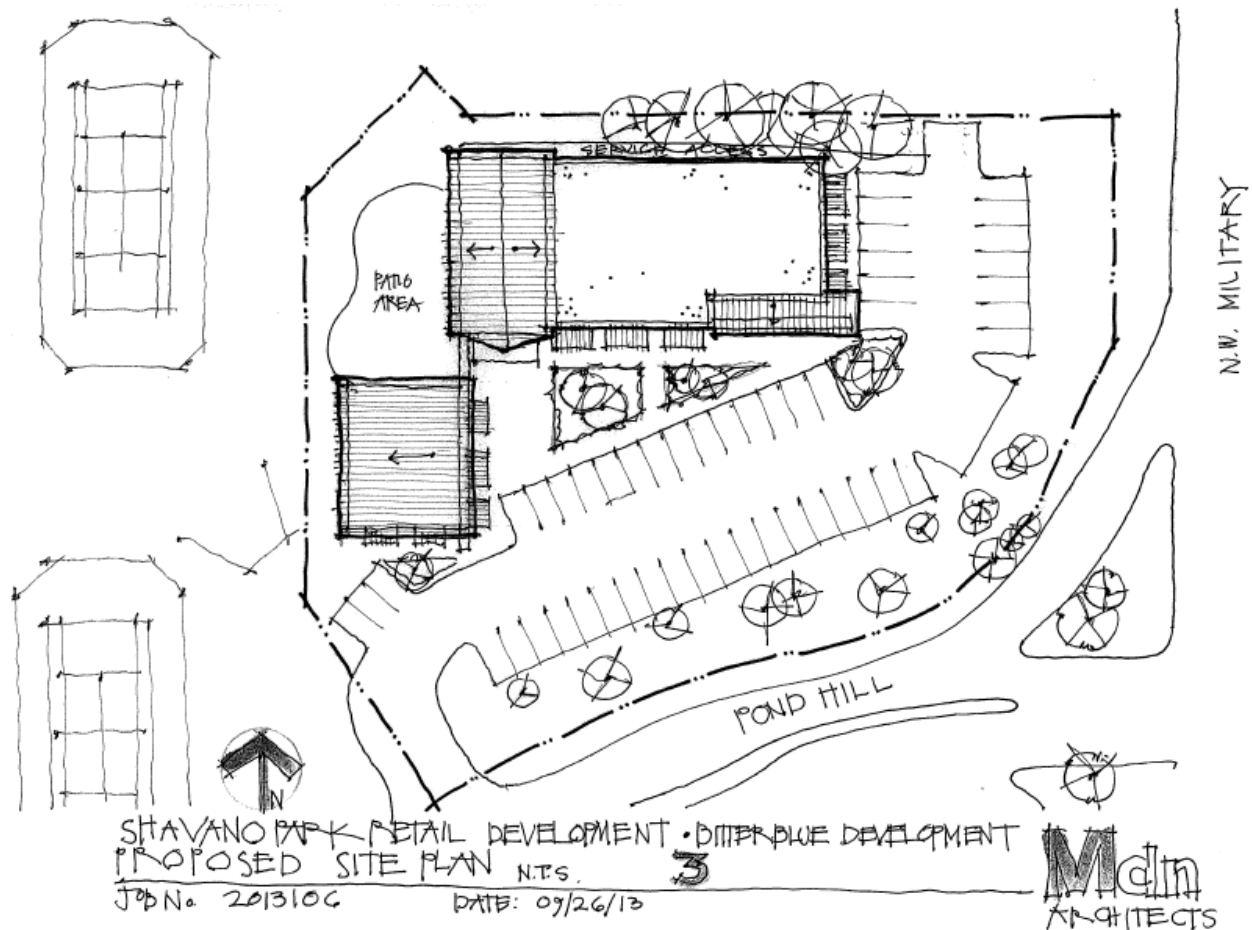 SERVICE ACCESS
PATIO
AREA
N.W. MILITARY
POND HILL
N
SHAVANO PARK RETAIL DEVELOPMENT • BITTERBLUE DEVELOPMENT
PROPOSED SITE PLAN N.T.S. 3
JOB No. 2013106 DATE: 09/26/13
Mdn
ARCHITECTS